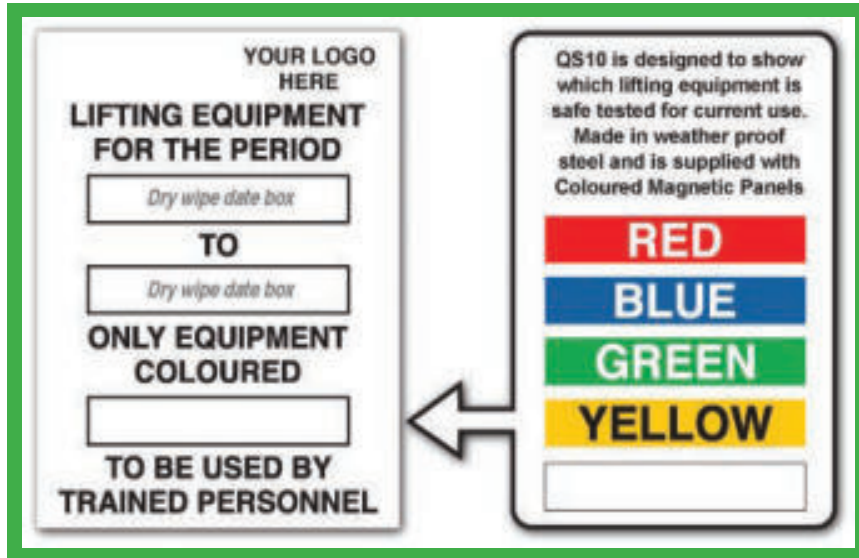 YOUR LOGO
HERE
LIFTING EQUIPMENT
FOR THE PERIOD
Dry wipe date box
TO
Dry wipe date box
ONLY EQUIPMENT
COLOURED
TO BE USED BY
TRAINED PERSONNEL
QS10 is designed to show
which lifting equipment is
safe tested for current use.
Made in weather proof
steel and is supplied with
Coloured Magnetic Panels
RED
BLUE
GREEN
YELLOW